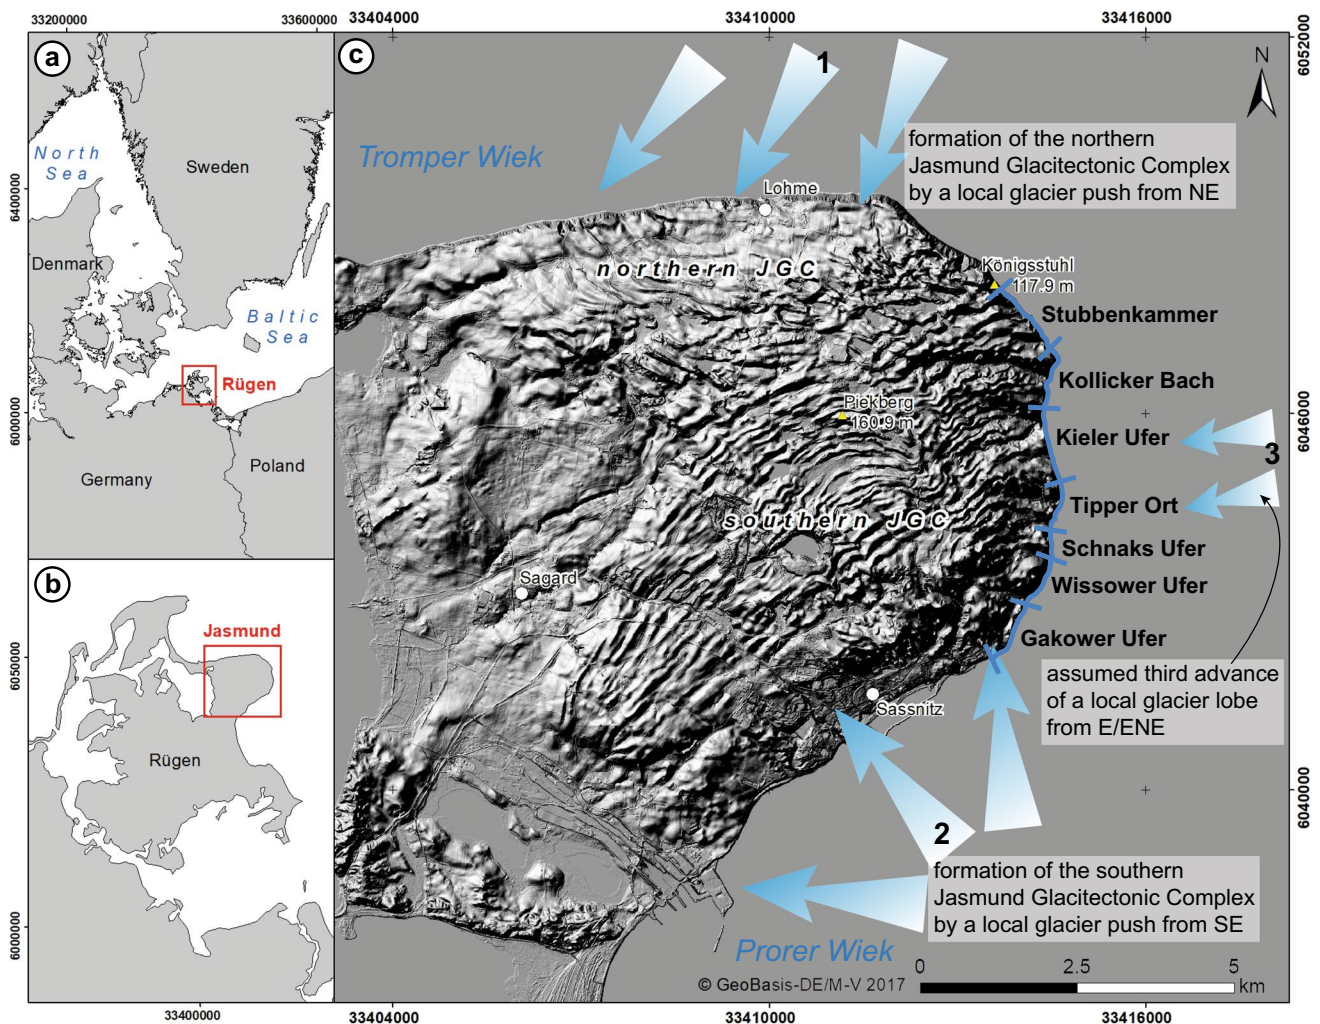 33200000
33600000
a
North
Sea
Sweden
Denmark
Baltic
Sea
Rügen
Germany
Poland
6400000
6000000
b
Jasmund
Rügen
6050000
6000000
33400000
33404000
33410000
33416000
c
1
N
6052000
Tromper Wiek
formation of the northern
Jasmund Glacitectonic Complex
by a local glacier push from NE
Lohme
northern JGC
Königsstuhl
117.9 m
Stubbenkammer
Kollicker Bach
Piekberg
160.9 m
6046000
Kieler Ufer
3
Tipper Ort
southern JGC
Schnaks Ufer
Sagard
Wissower Ufer
Gakower Ufer
assumed third advance
of a local glacier lobe
from E/ENE
Sassnitz
6040000
2
formation of the southern
Jasmund Glacitectonic Complex
by a local glacier push from SE
Prorer Wiek
© GeoBasis-DE/M-V 2017
0
2.5
5
km
33404000
33410000
33416000